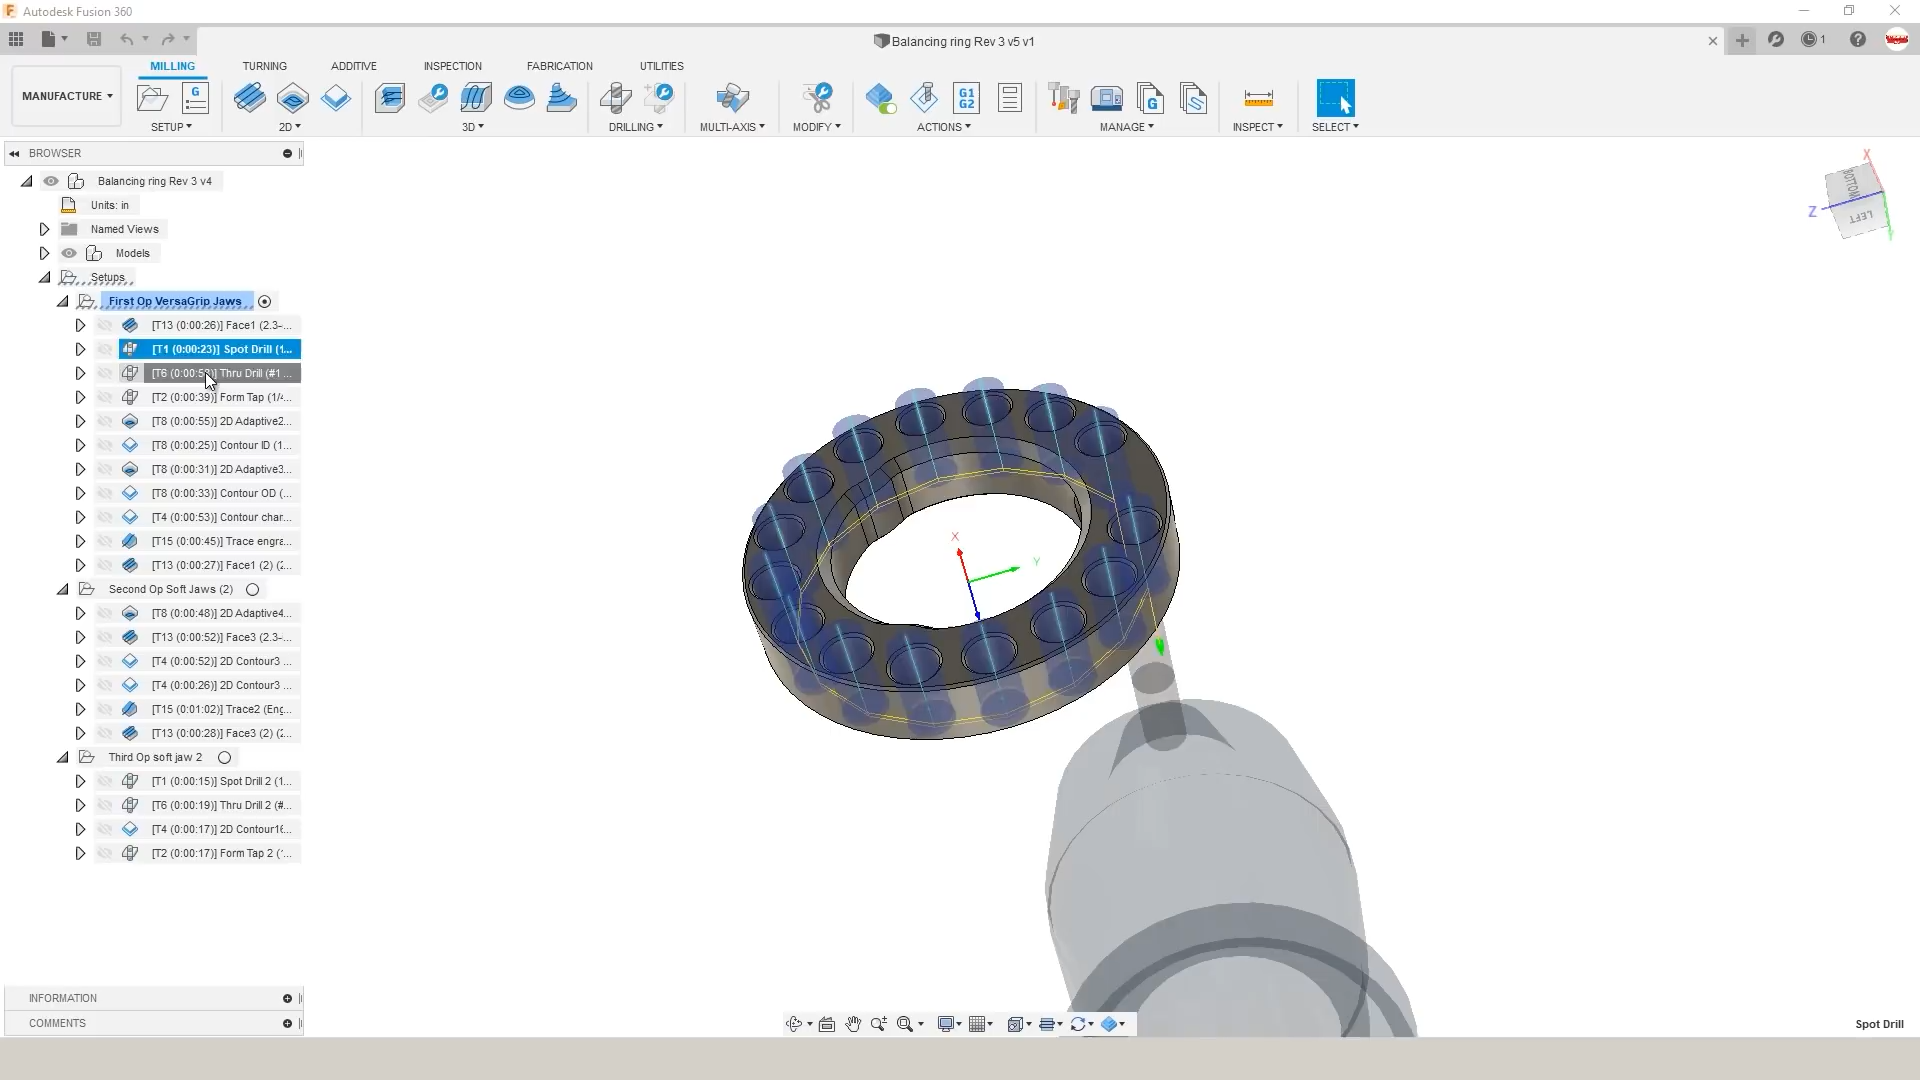 Autodesk Fusion 360
Balancing ring Rev 3 v5 v1
1
MILLING
TURNING
ADDITIVE
INSPECTION
FABRICATION
UTILITIES
MANUFACTURE
G
G1
G2
G
SETUP
2D
3D
DRILLING
MULTI-AXIS
MODIFY
ACTIONS
MANAGE
INSPECT
SELECT
BROWSER
Balancing ring Rev 3 v4
Units: in
Named Views
Models
Setups
First Op VersaGrip Jaws
[T13 (0:00:26)] Face1 (2.3-...
[T1 (0:00:23)] Spot Drill (1...
[T6 (0:00:5 )] Thru Drill (#1 ...
[T2 (0:00:39)] Form Tap (1/4...
[T8 (0:00:55)] 2D Adaptive2...
[T8 (0:00:25)] Contour ID (1...
[T8 (0:00:31)] 2D Adaptive3...
[T8 (0:00:33)] Contour OD (...
[T4 (0:00:53)] Contour cham...
[T15 (0:00:45)] Trace engra...
[T13 (0:00:27)] Face1 (2) (2...
Second Op Soft Jaws (2)
[T8 (0:00:48)] 2D Adaptive4...
[T13 (0:00:52)] Face3 (2.3-...
[T4 (0:00:52)] 2D Contour3 ...
[T4 (0:00:26)] 2D Contour3 ...
[T15 (0:01:02)] Trace2 (Eng...
[T13 (0:00:28)] Face3 (2) (2...
Third Op soft jaw 2
[T1 (0:00:15)] Spot Drill 2 (1...
[T6 (0:00:19)] Thru Drill 2 (#...
[T4 (0:00:17)] 2D Contour16...
[T2 (0:00:17)] Form Tap 2 (1...
INFORMATION
COMMENTS
X
BOTTOM
Z
LEFT
Y
X
Y
Spot Drill